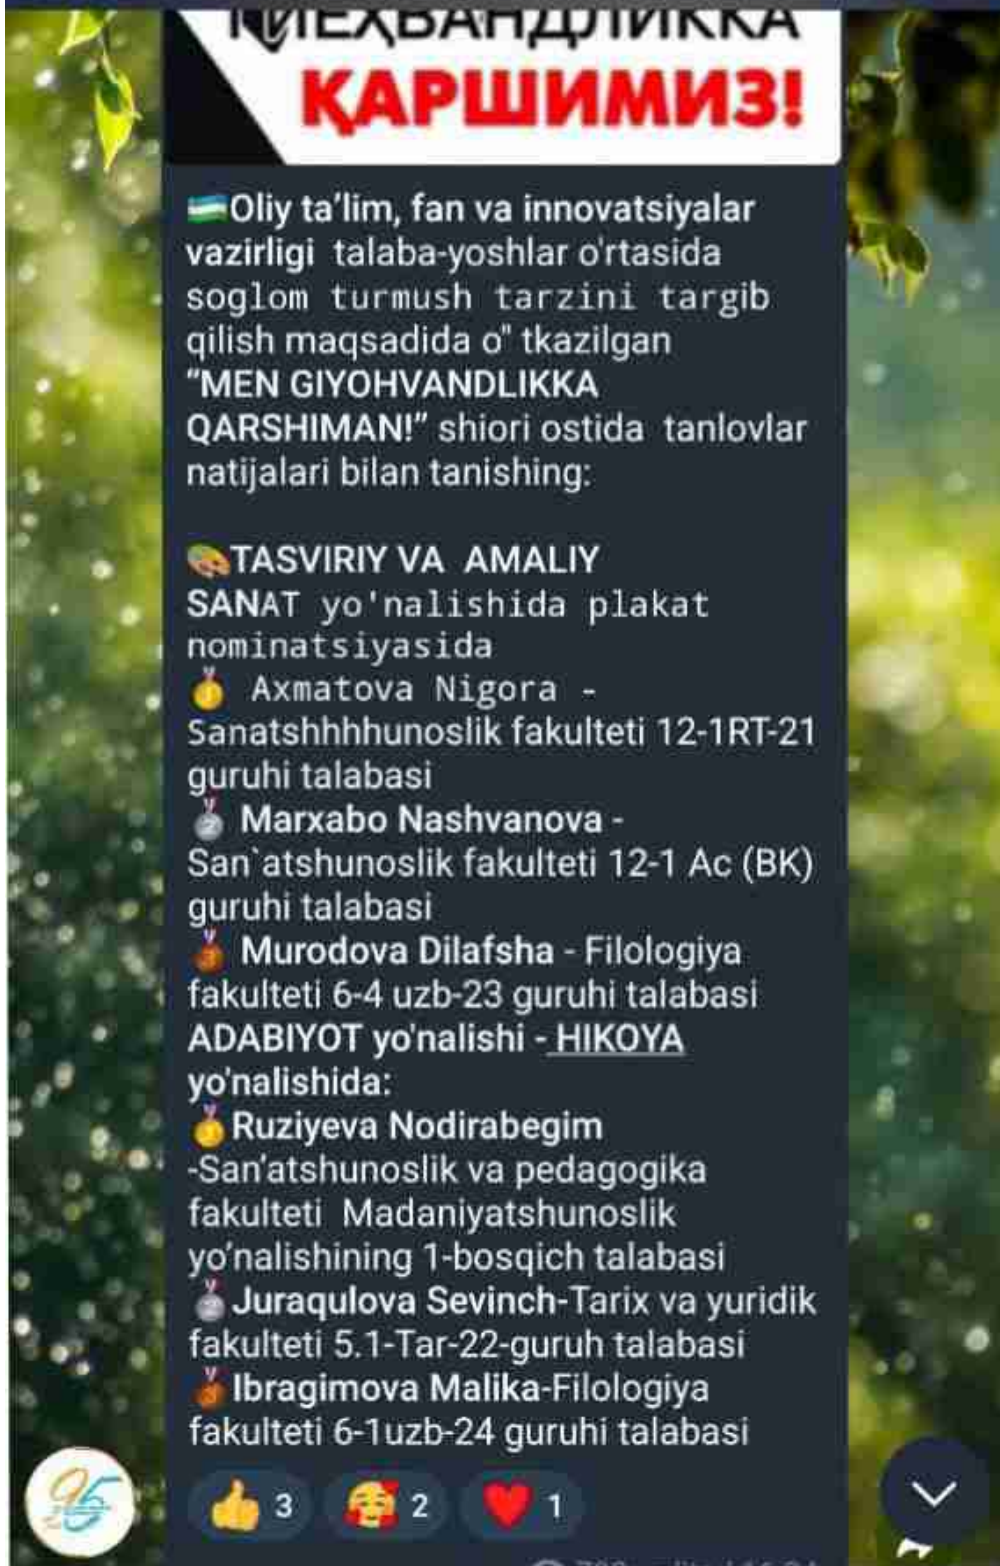 ГИЁҲВАНДЛИККА
ҚАРШИМИЗ!
Oliy ta’lim, fan va innovatsiyalar
vazirligi talaba-yoshlar o'rtasida
soglom turmush tarzini targib
qilish maqsadida o" tkazilgan
“MEN GIYOHVANDLIKKA
QARSHIMAN!” shiori ostida tanlovlar
natijalari bilan tanishing:
TASVIRIY VA AMALIY
SANAT yo'nalishida plakat
nominatsiyasida
Axmatova Nigora -
Sanatshhhhunoslik fakulteti 12-1RT-21
guruhi talabasi
Marxabo Nashvanova -
San`atshunoslik fakulteti 12-1 Ac (BK)
guruhi talabasi
Murodova Dilafsha - Filologiya
fakulteti 6-4 uzb-23 guruhi talabasi
ADABIYOT yo'nalishi - HIKOYA
yo'nalishida:
Ruziyeva Nodirabegim
-San’atshunoslik va pedagogika
fakulteti Madaniyatshunoslik
yo’nalishining 1-bosqich talabasi
Juraqulova Sevinch-Tarix va yuridik
fakulteti 5.1-Tar-22-guruh talabasi
Ibragimova Malika-Filologiya
fakulteti 6-1uzb-24 guruhi talabasi
3 2 1
95